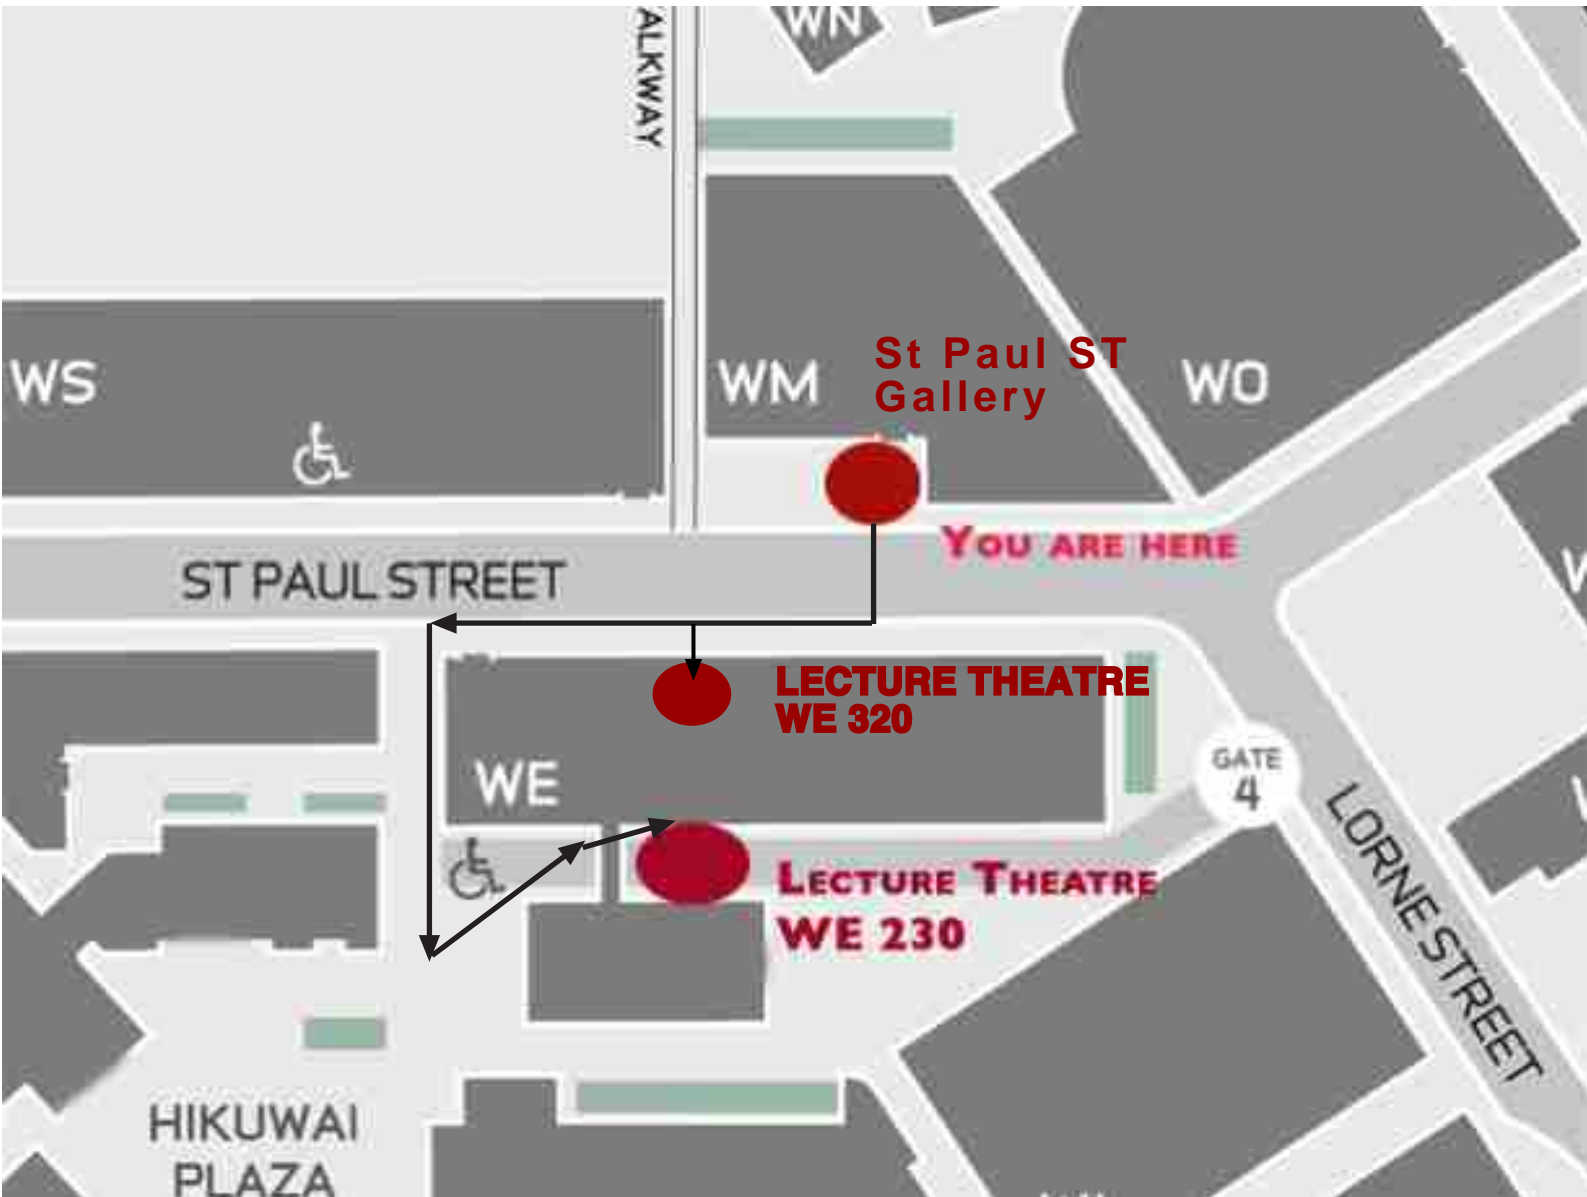 WN
ALKWAY
St Paul ST
Gallery
WS
WM
WO
YOU ARE HERE
ST PAUL STREET
LECTURE THEATRE
WE 320
WE
GATE
4
LECTURE THEATRE
WE 230
LORNE STREET
HIKUWAI
PLAZA